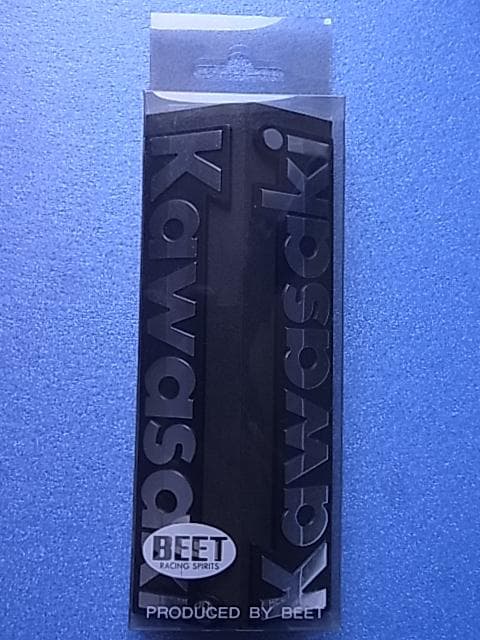 Kawasaki
Kawasaki
BEET
RACING SPIRITS
PRODUCED BY BEET